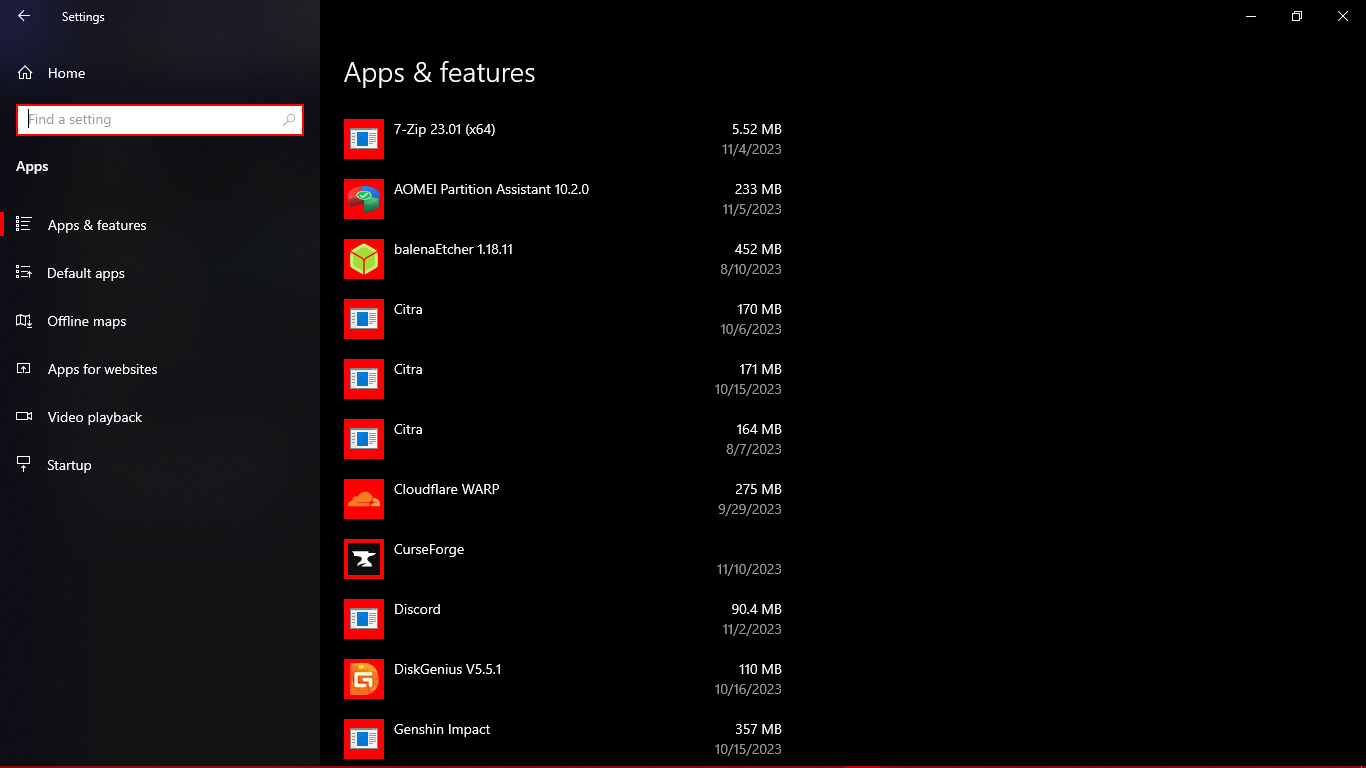 Settings
Home
Find a setting
Apps
Apps & features
Default apps
Offline maps
Apps for websites
Video playback
Startup
Apps & features
7-Zip 23.01 (x64) 5.52 MB
11/4/2023
AOMEI Partition Assistant 10.2.0 233 MB
11/5/2023
balenaEtcher 1.18.11 452 MB
8/10/2023
Citra 170 MB
10/6/2023
Citra 171 MB
10/15/2023
Citra 164 MB
8/7/2023
Cloudflare WARP 275 MB
9/29/2023
CurseForge
11/10/2023
Discord 90.4 MB
11/2/2023
DiskGenius V5.5.1 110 MB
10/16/2023
Genshin Impact 357 MB
10/15/2023